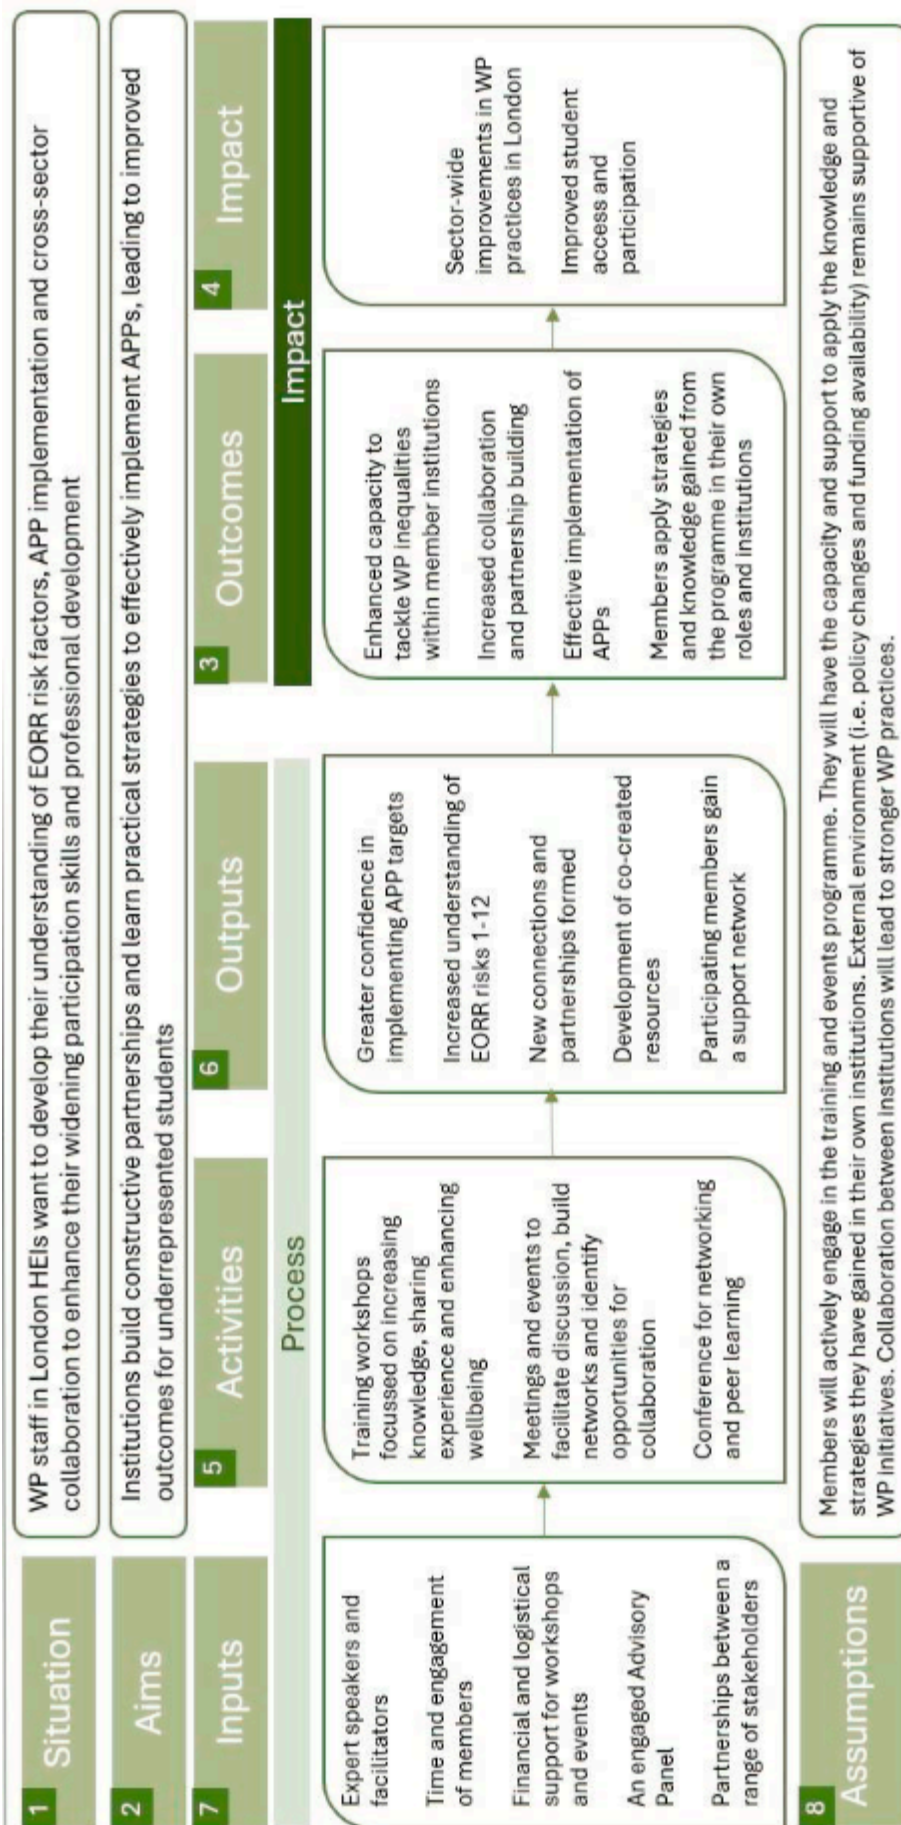 1
Situation
WP staff in London HEIs want to develop their understanding of EORR risk factors, APP implementation and cross-sector
collaboration to enhance their widening participation skills and professional development
2
Aims
Institutions build constructive partnerships and learn practical strategies to effectively implement APPs, leading to improved
outcomes for underrepresented students
7
Inputs
5
Activities
6
Outputs
3
Outcomes
4
Impact
Process
Impact
Expert speakers and
facilitators
Time and engagement
of members
Financial and logistical
support for workshops
and events
An engaged Advisory
Panel
Partnerships between a
range of stakeholders
Training workshops
focussed on increasing
knowledge, sharing
experience and enhancing
wellbeing
Meetings and events to
facilitate discussion, build
networks and identify
opportunities for
collaboration
Conference for networking
and peer learning
Greater confidence in
implementing APP targets
Increased understanding of
EORR risks 1-12
New connections and
partnerships formed
Development of co-created
resources
Participating members gain
a support network
Enhanced capacity to
tackle WP inequalities
within member institutions
Increased collaboration
and partnership building
Effective implementation of
APPs
Members apply strategies
and knowledge gained from
the programme in their own
roles and institutions
Sector-wide
improvements in WP
practices in London
Improved student
access and
participation
8
Assumptions
Members will actively engage in the training and events programme. They will have the capacity and support to apply the knowledge and
strategies they have gained in their own institutions. External environment (i.e. policy changes and funding availability) remains supportive of
WP initiatives. Collaboration between institutions will lead to stronger WP practices.